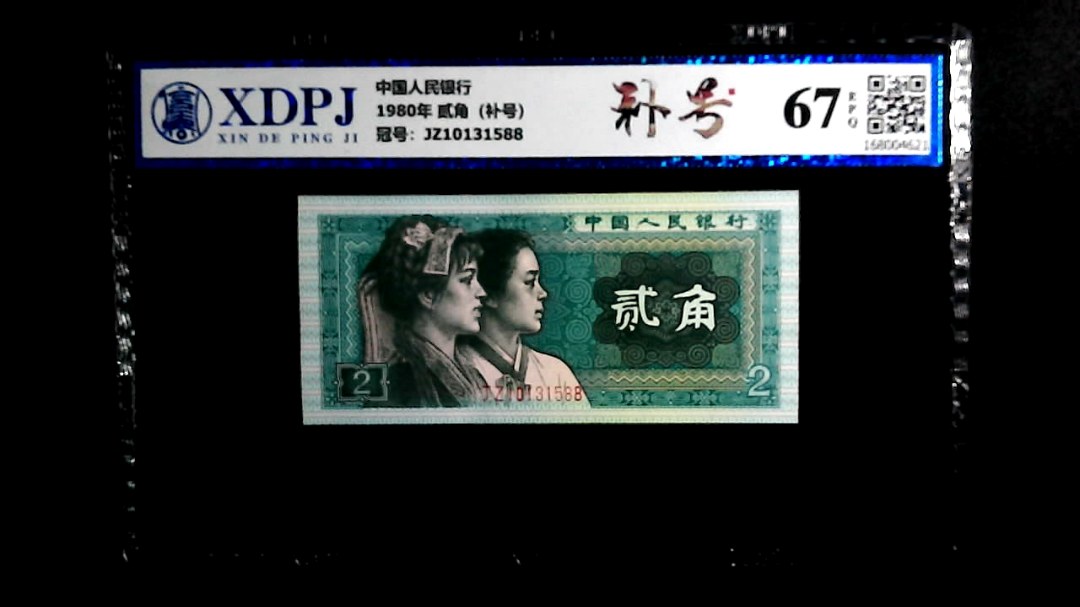 XDPJ
XIN DE PING JI
中国人民银行
1980年 贰角（补号）
冠号：JZ10131588
补号
67
EPQ
168004621
中国人民银行
贰角
2
2
JZ10131588